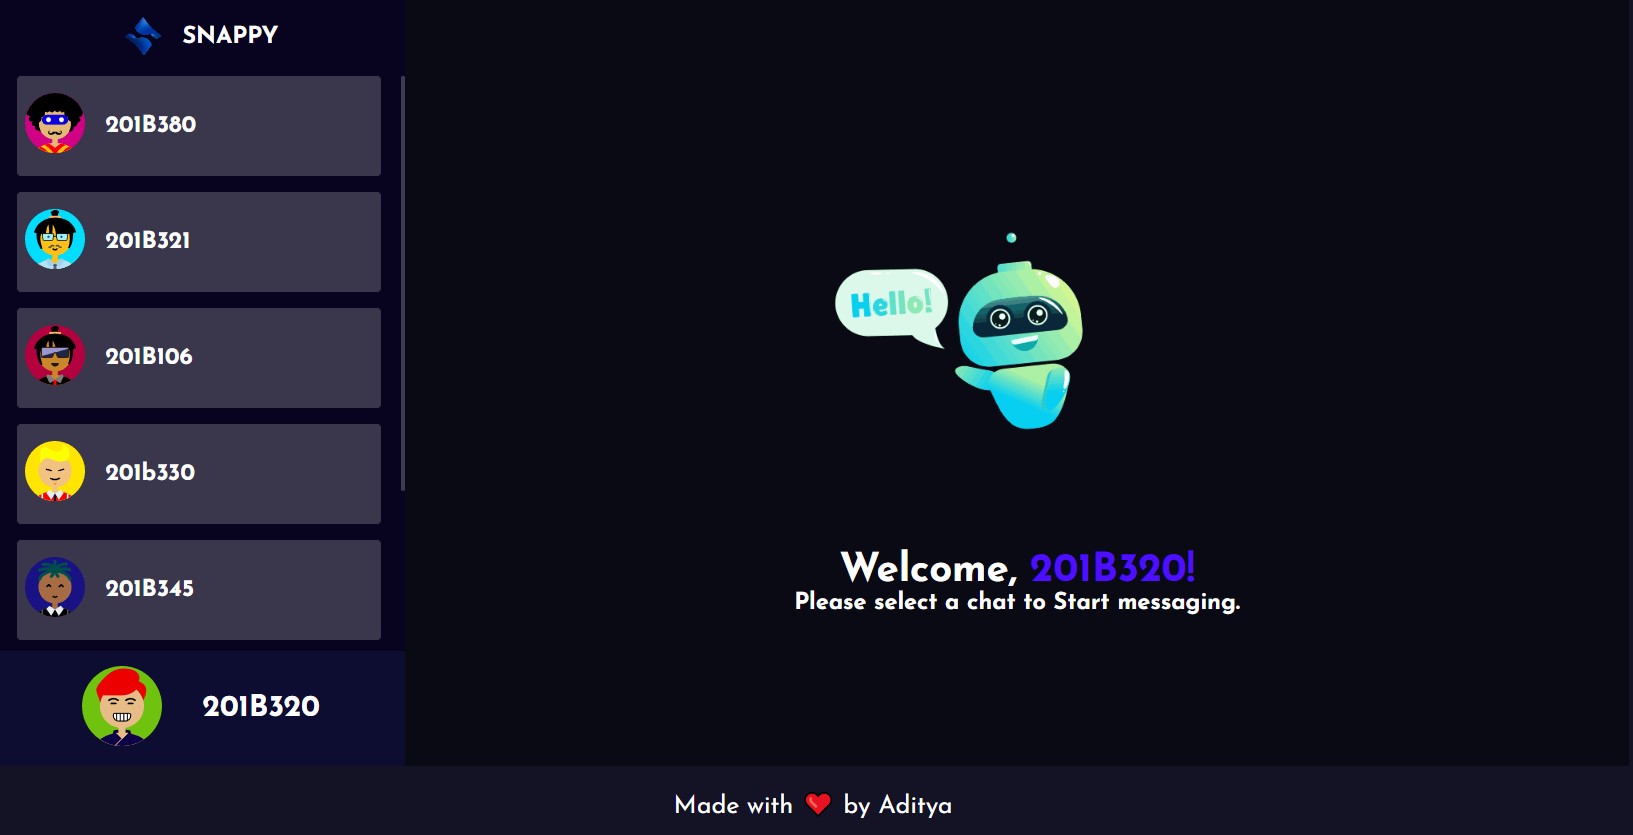 SNAPPY
201B380
201B321
201B106
201b330
201B345
201B320
Hello!
Welcome, 201B320!
Please select a chat to Start messaging.
Made with ❤️ by Aditya